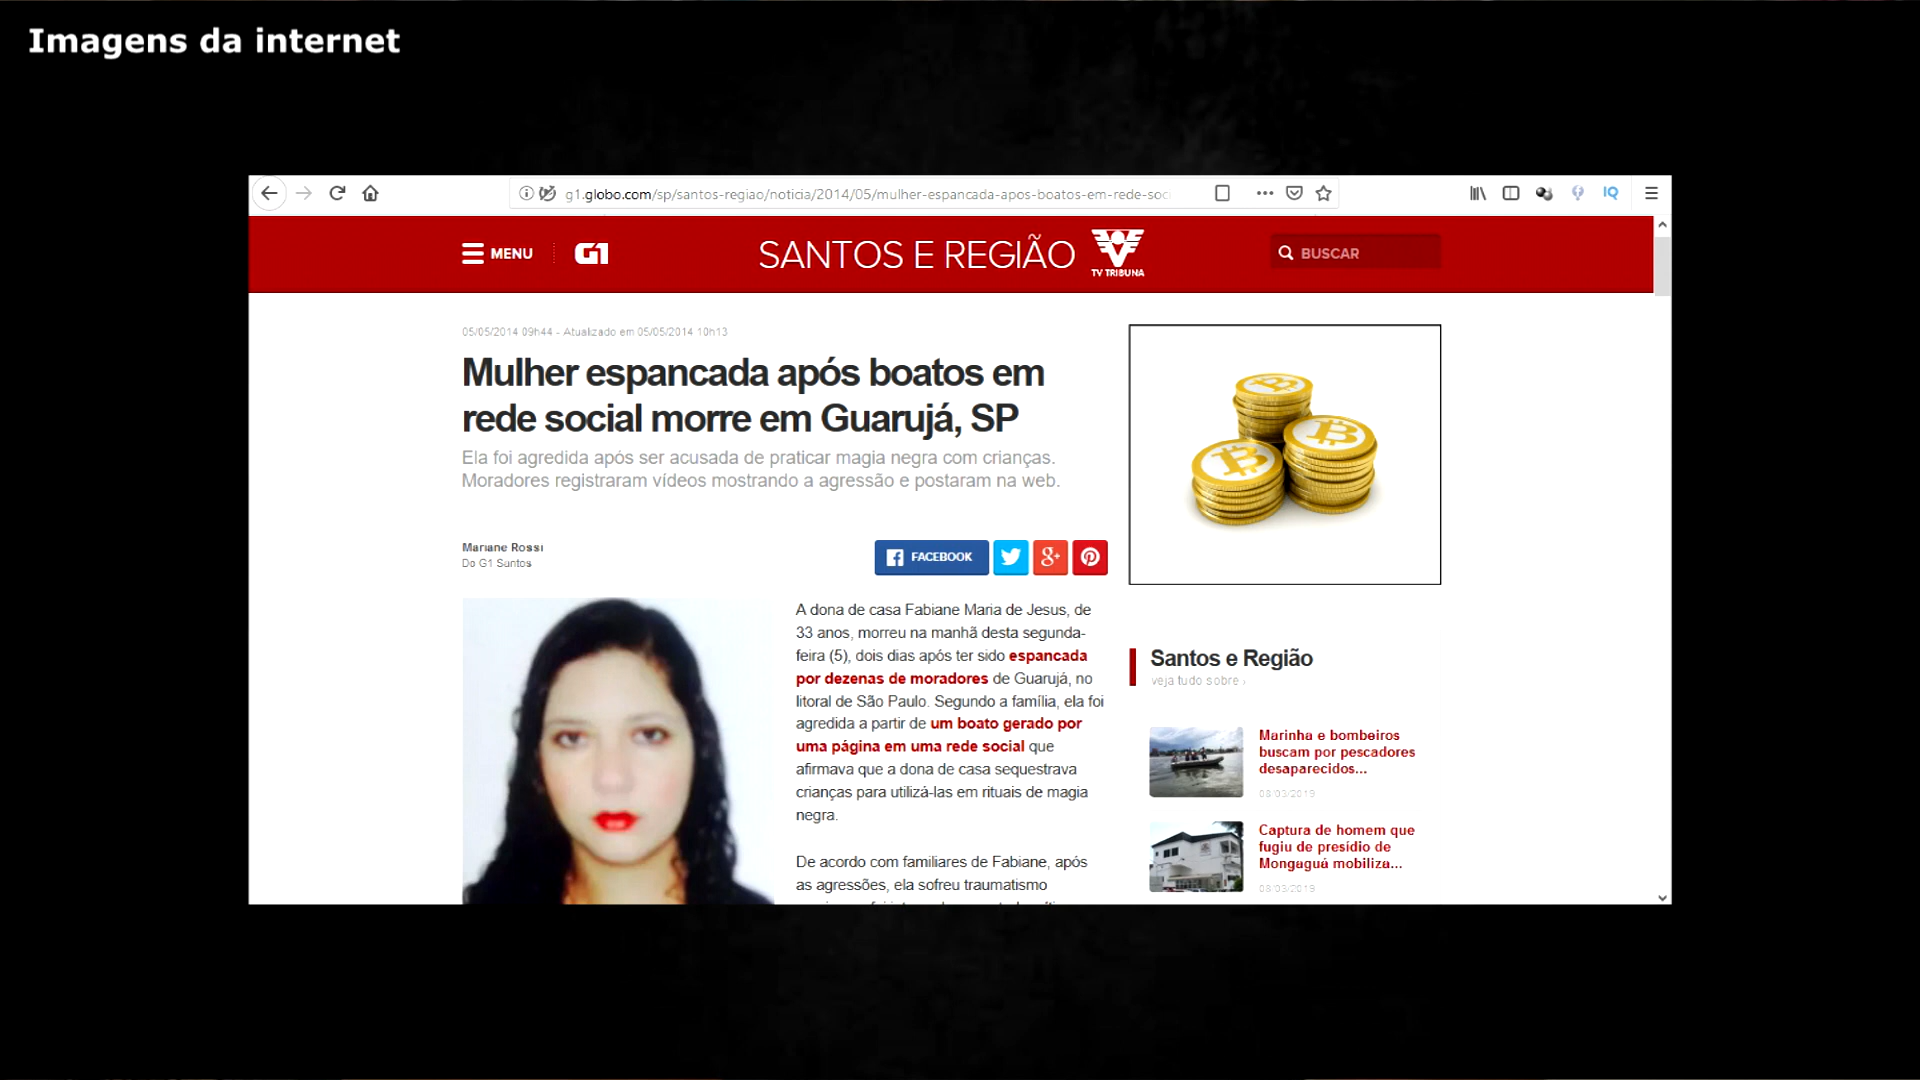 Imagens da internet
g1.globo.com/sp/santos-regiao/noticia/2014/05/mulher-espancada-apos-boatos-em-rede-soc
IQ
MENU
G1
SANTOS E REGIÃO
TV TRIBUNA
BUSCAR
05/05/2014 09h44 - Atualizado em 05/05/2014 10h13
Mulher espancada após boatos em
rede social morre em Guarujá, SP
Ela foi agredida após ser acusada de praticar magia negra com crianças.
Moradores registraram vídeos mostrando a agressão e postaram na web.
Mariane Rossi
Do G1 Santos
FACEBOOK
g+
A dona de casa Fabiane Maria de Jesus, de
33 anos, morreu na manhã desta segunda-
feira (5), dois dias após ter sido espancada
por dezenas de moradores de Guarujá, no
litoral de São Paulo. Segundo a família, ela foi
agredida a partir de um boato gerado por
uma página em uma rede social que
afirmava que a dona de casa sequestrava
crianças para utilizá-las em rituais de magia
negra.
De acordo com familiares de Fabiane, após
as agressões, ela sofreu traumatismo
Santos e Região
veja tudo sobre ›
Marinha e bombeiros
buscam por pescadores
desaparecidos...
08/03/2019
Captura de homem que
fugiu de presídio de
Mongaguá mobiliza...
08/03/2019